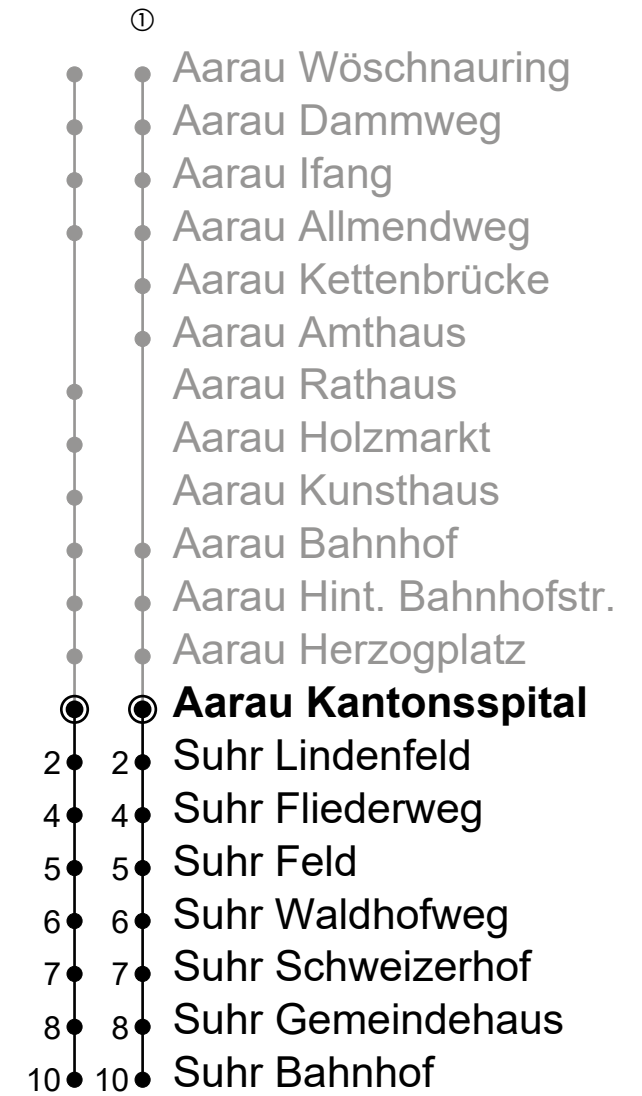 ①
Aarau Wöschnauring
Aarau Dammweg
Aarau Ifang
Aarau Allmendweg
Aarau Kettenbrücke
Aarau Amthaus
Aarau Rathaus
Aarau Holzmarkt
Aarau Kunsthaus
Aarau Bahnhof
Aarau Hint. Bahnhofstr.
Aarau Herzogplatz
Aarau Kantonsspital
2 2 Suhr Lindenfeld
4 4 Suhr Fliederweg
5 5 Suhr Feld
6 6 Suhr Waldhofweg
7 7 Suhr Schweizerhof
8 8 Suhr Gemeindehaus
10 10 Suhr Bahnhof